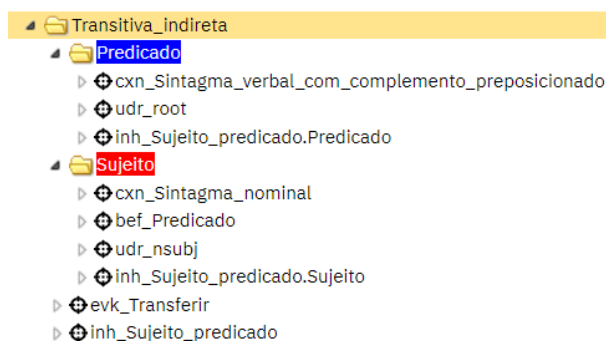 Transitiva_indireta
Predicado
cxn_Sintagma_verbal_com_complemento_preposicionado
udr_root
inh_Sujeito_predicado.Predicado
Sujeito
cxn_Sintagma_nominal
bef_Predicado
udr_nsubj
inh_Sujeito_predicado.Sujeito
evk_Transferir
inh_Sujeito_predicado